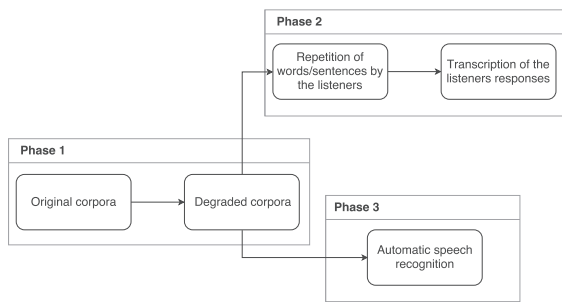 Phase 2
Repetition of
words/sentences by
the listeners
Transcription of the
listeners responses
Phase 1
Original corpora
Degraded corpora
Phase 3
Automatic speech
recognition